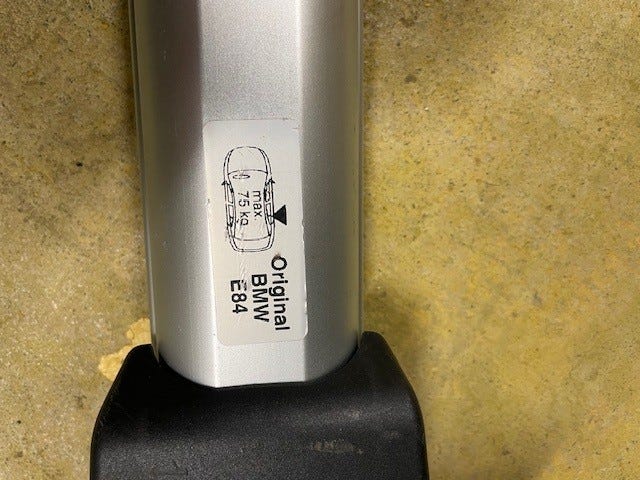 max.
75 kg
Original
BMW
E84